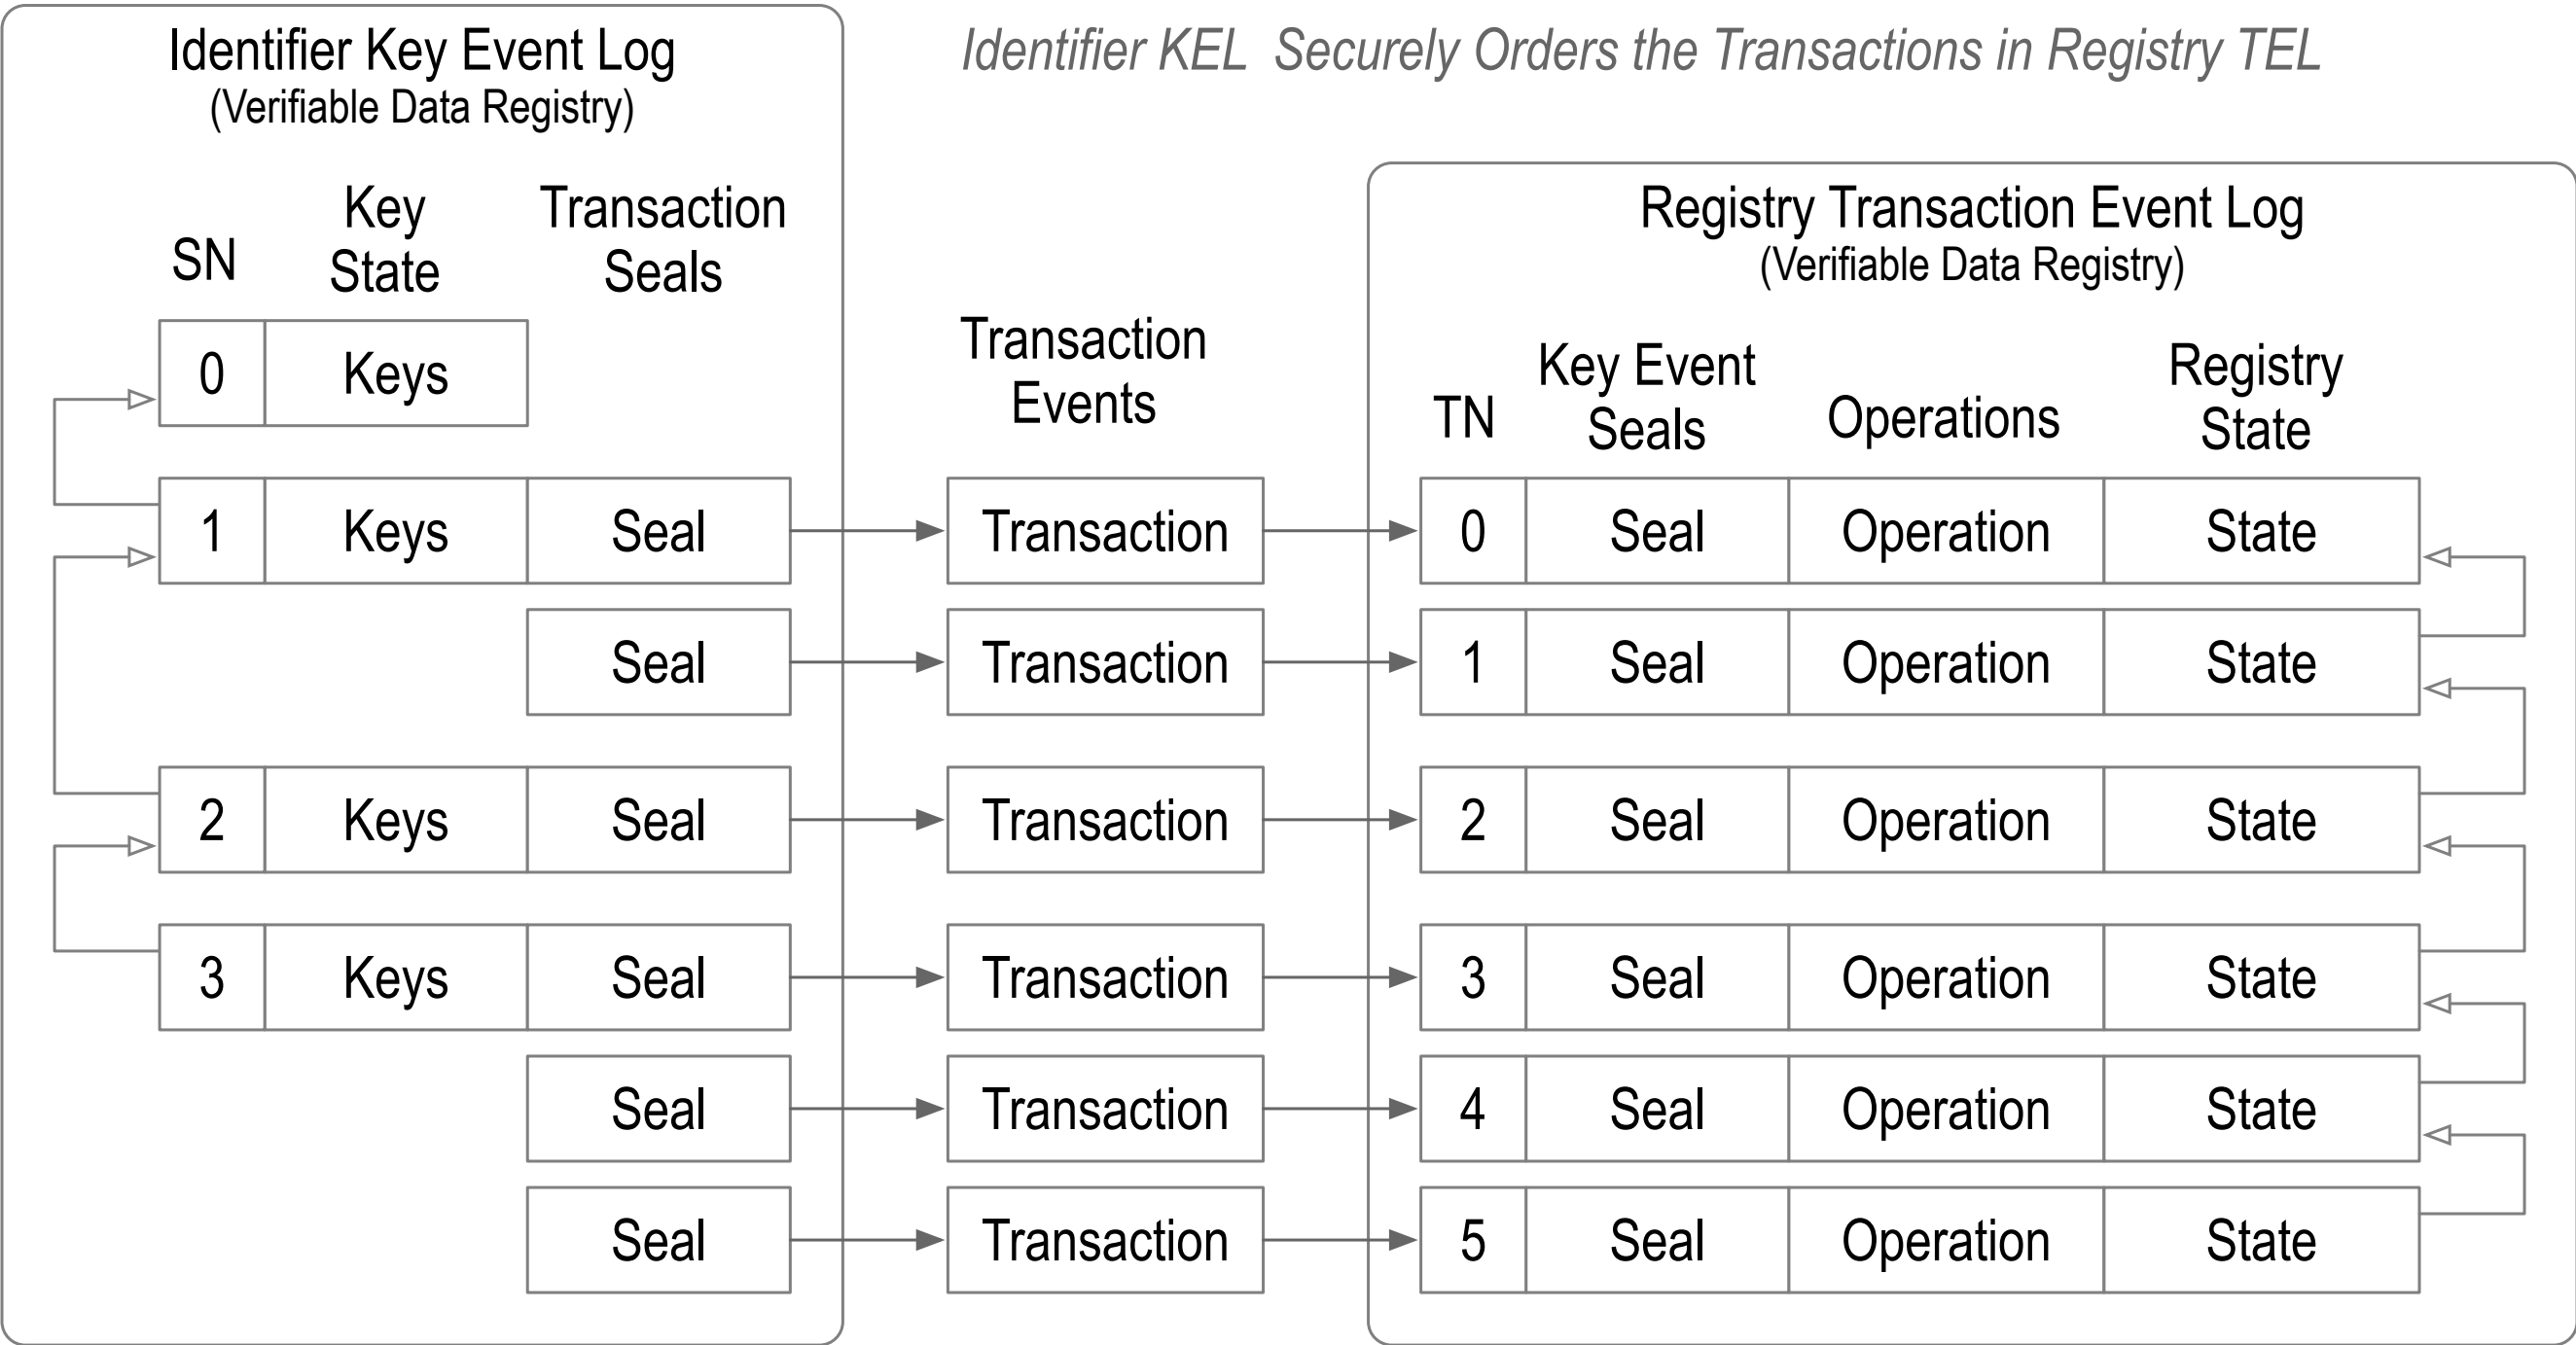 Identifier Key Event Log
(Verifiable Data Registry)
Identifier KEL Securely Orders the Transactions in Registry TEL
SN
Key
State
Transaction
Seals
0 Keys
1 Keys Seal
Seal
2 Keys Seal
3 Keys Seal
Seal
Seal
Transaction
Events
Transaction
Transaction
Transaction
Transaction
Transaction
Transaction
Registry Transaction Event Log
(Verifiable Data Registry)
TN
Key Event
Seals
Operations
Registry
State
0 Seal Operation State
1 Seal Operation State
2 Seal Operation State
3 Seal Operation State
4 Seal Operation State
5 Seal Operation State